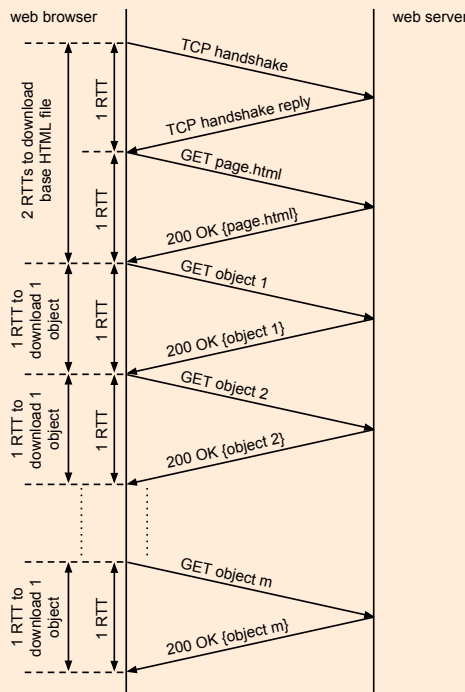 web browser
web server
TCP handshake
2 RTTs to download
base HTML file
1 RTT
TCP handshake reply
GET page.html
1 RTT
200 OK {page.html}
GET object 1
1 RTT to
download 1
object
1 RTT
200 OK {object 1}
GET object 2
1 RTT to
download 1
object
1 RTT
200 OK {object 2}
GET object m
1 RTT to
download 1
object
1 RTT
200 OK {object m}